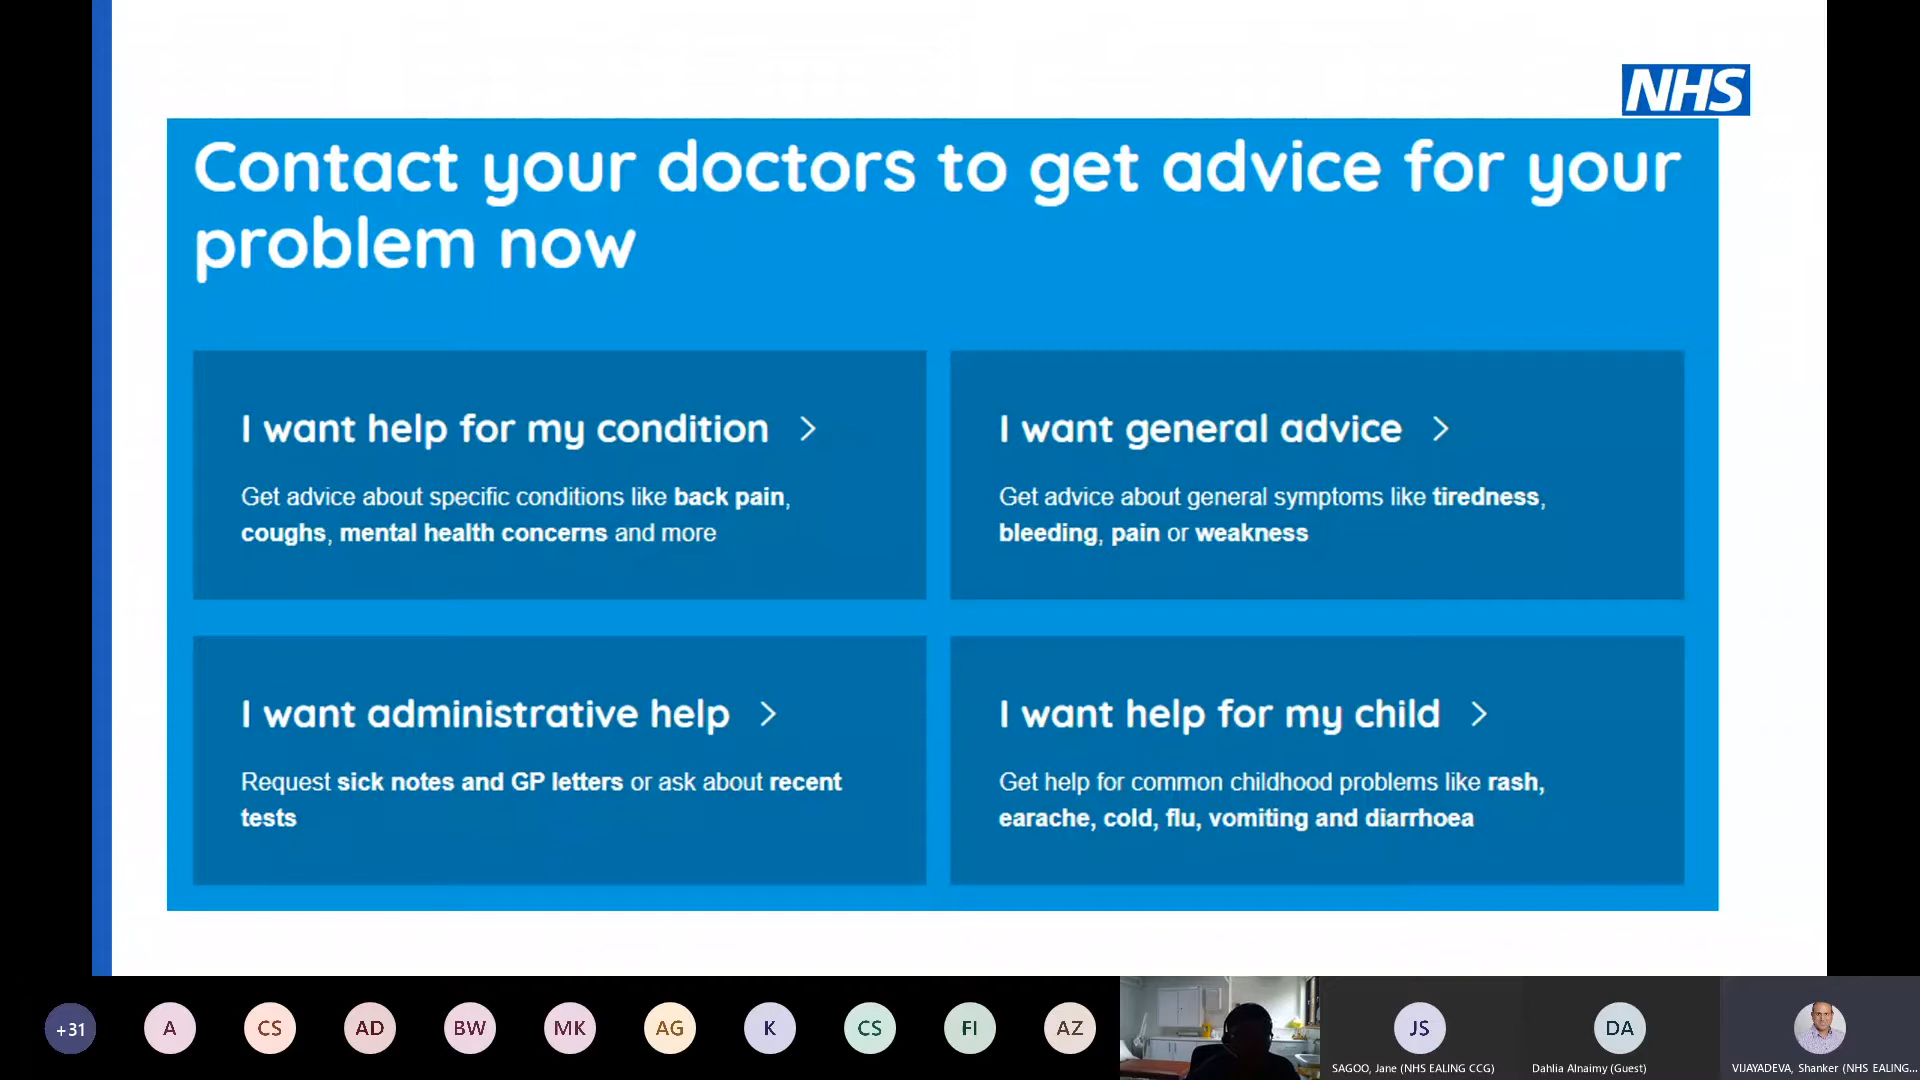 NHS
Contact your doctors to get advice for your
problem now
I want help for my condition
Get advice about specific conditions like back pain,
coughs, mental health concerns and more
I want general advice
Get advice about general symptoms like tiredness,
bleeding, pain or weakness
I want administrative help
Request sick notes and GP letters or ask about recent
tests
I want help for my child
Get help for common childhood problems like rash,
earache, cold, flu, vomiting and diarrhoea
+31
A
CS
AD
BW
MK
AG
K
CS
FI
AZ
JS
SAGOO, Jane (NHS EALING CCG)
DA
Dahlia Alnaimy (Guest)
VIJAYADEVA, Shanker (NHS EALING...